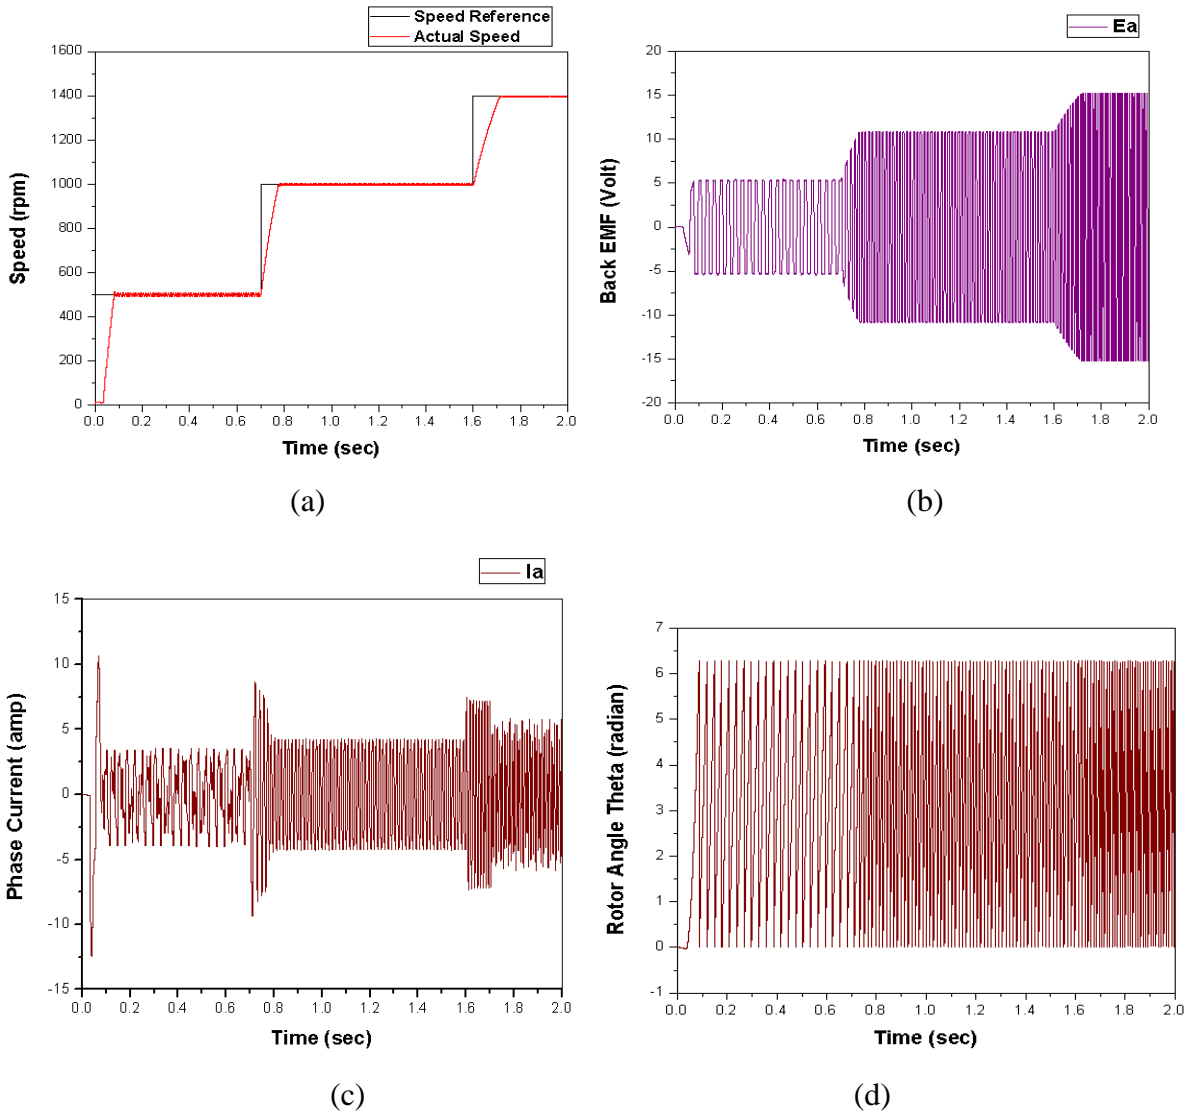 Speed Reference
Actual Speed
1600
1400
1200
1000
800
600
400
200
0
Speed (rpm)
0.0 0.2 0.4 0.6 0.8 1.0 1.2 1.4 1.6 1.8 2.0
Time (sec)
(a)
Ea
20
15
10
5
0
-5
-10
-15
-20
Back EMF (Volt)
0.0 0.2 0.4 0.6 0.8 1.0 1.2 1.4 1.6 1.8 2.0
Time (sec)
(b)
Ia
15
10
5
0
-5
-10
-15
Phase Current (amp)
0.0 0.2 0.4 0.6 0.8 1.0 1.2 1.4 1.6 1.8 2.0
Time (sec)
(c)
7
6
5
4
3
2
1
0
-1
Rotor Angle Theta (radian)
0.0 0.2 0.4 0.6 0.8 1.0 1.2 1.4 1.6 1.8 2.0
Time (sec)
(d)